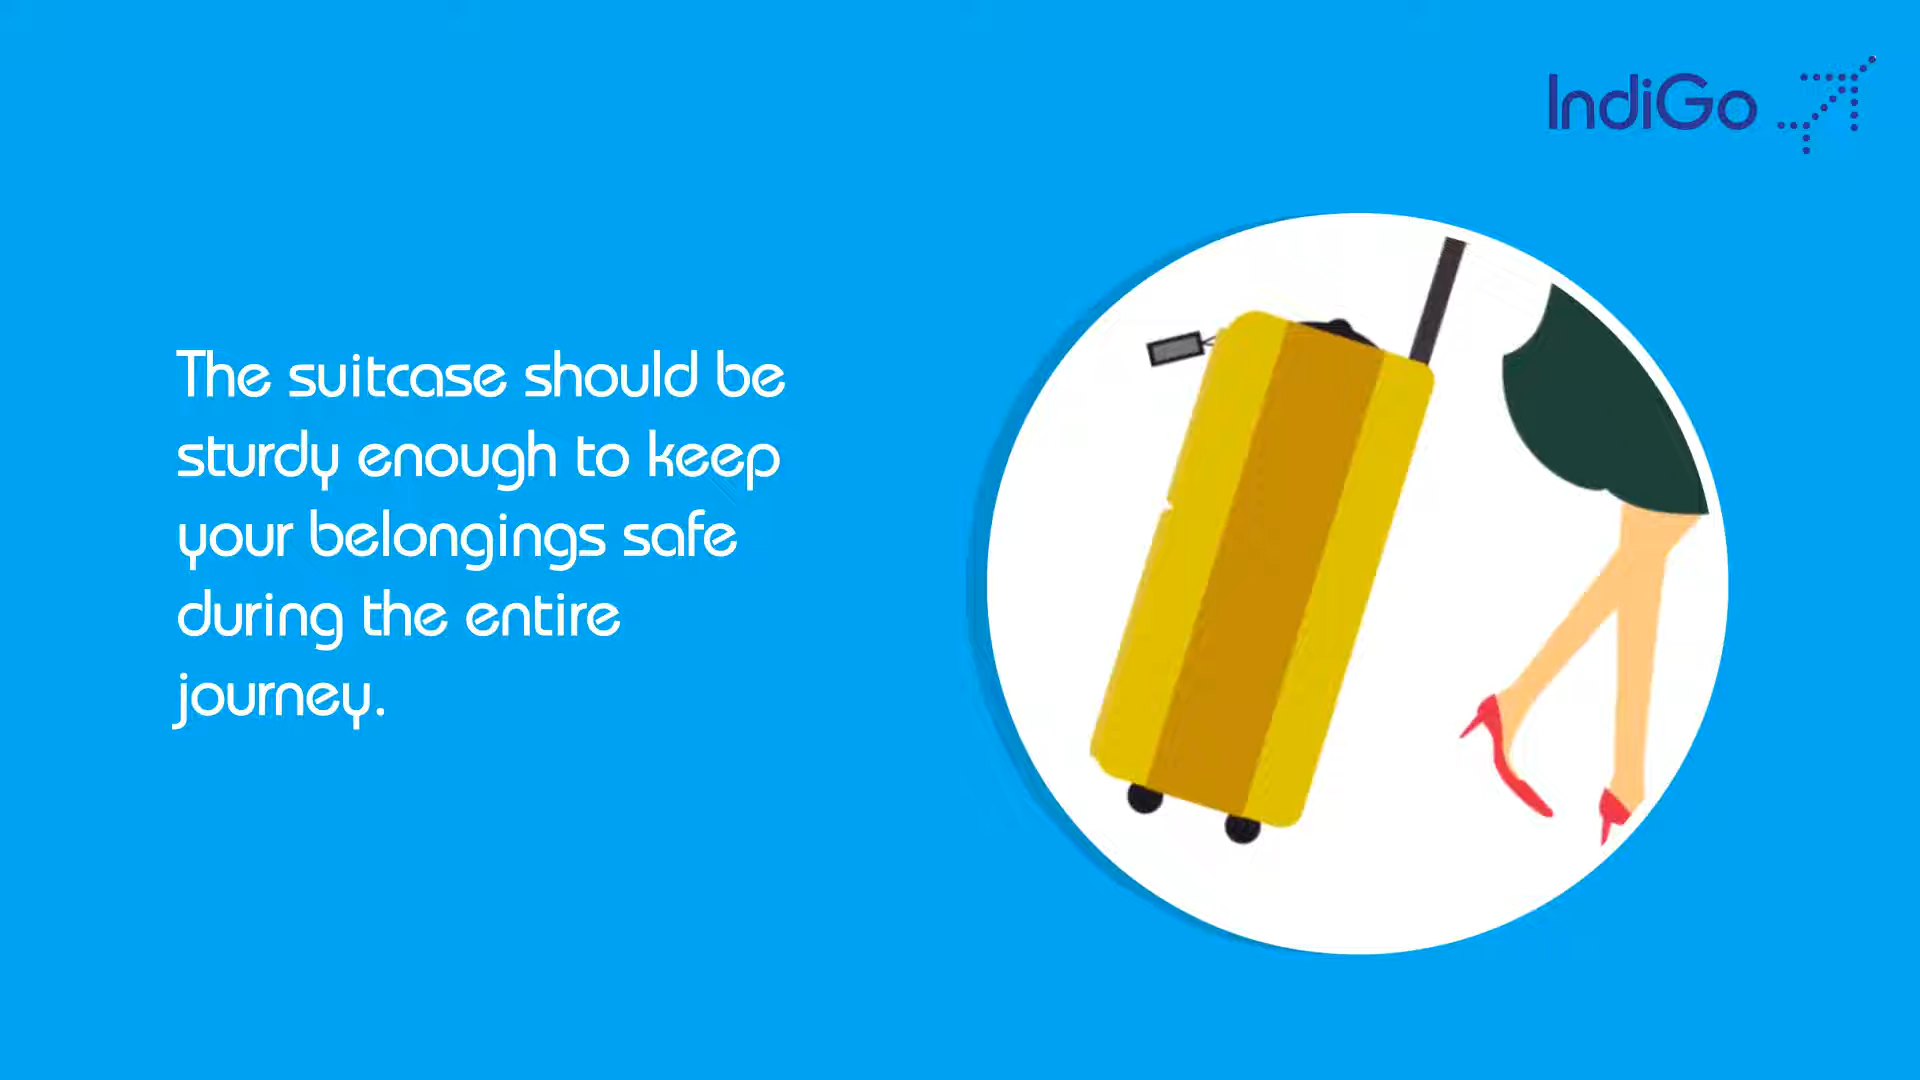 IndiGo
The suitcase should be
sturdy enough to keep
your belongings safe
during the entire
journey.